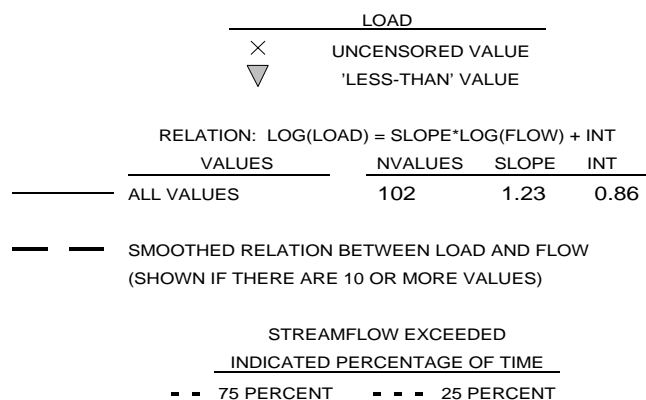 LOAD
UNCENSORED VALUE
'LESS-THAN' VALUE
RELATION: LOG(LOAD) = SLOPE*LOG(FLOW) + INT
VALUES NVALUES SLOPE INT
ALL VALUES 102 1.23 0.86
SMOOTHED RELATION BETWEEN LOAD AND FLOW
(SHOWN IF THERE ARE 10 OR MORE VALUES)
STREAMFLOW EXCEEDED
INDICATED PERCENTAGE OF TIME
75 PERCENT 25 PERCENT